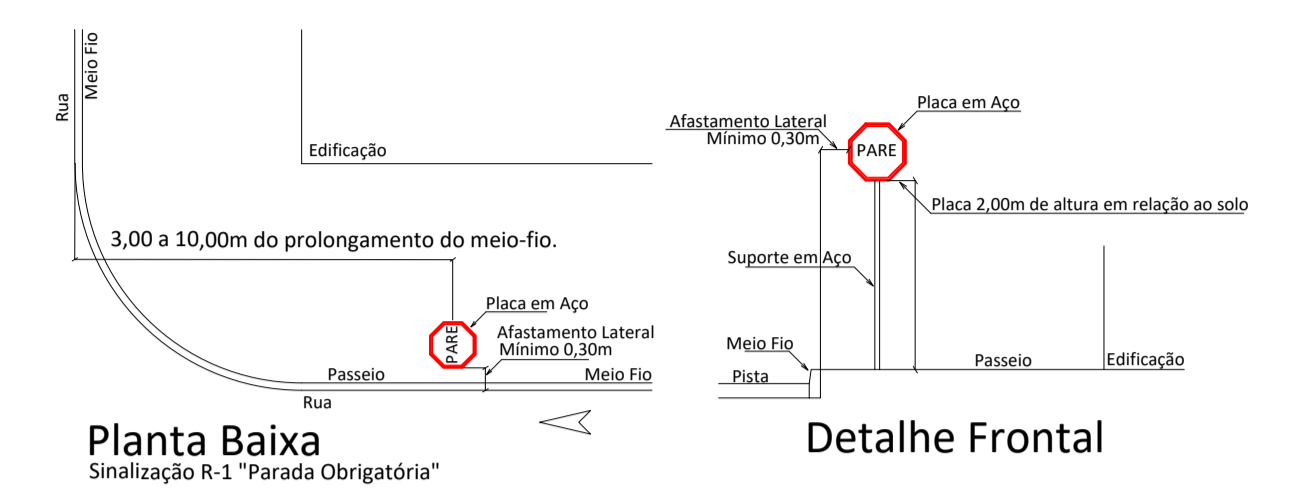 Rua
Meio Fio
Edificação
3,00 a 10,00m do prolongamento do meio-fio.
Placa em Aço
PARE
Afastamento Lateral
Mínimo 0,30m
Passeio
Meio Fio
Rua
Planta Baixa
Sinalização R-1 "Parada Obrigatória"
Placa em Aço
Afastamento Lateral
Mínimo 0,30m
PARE
Placa 2,00m de altura em relação ao solo
Suporte em Aço
Meio Fio
Pista
Passeio
Edificação
Detalhe Frontal